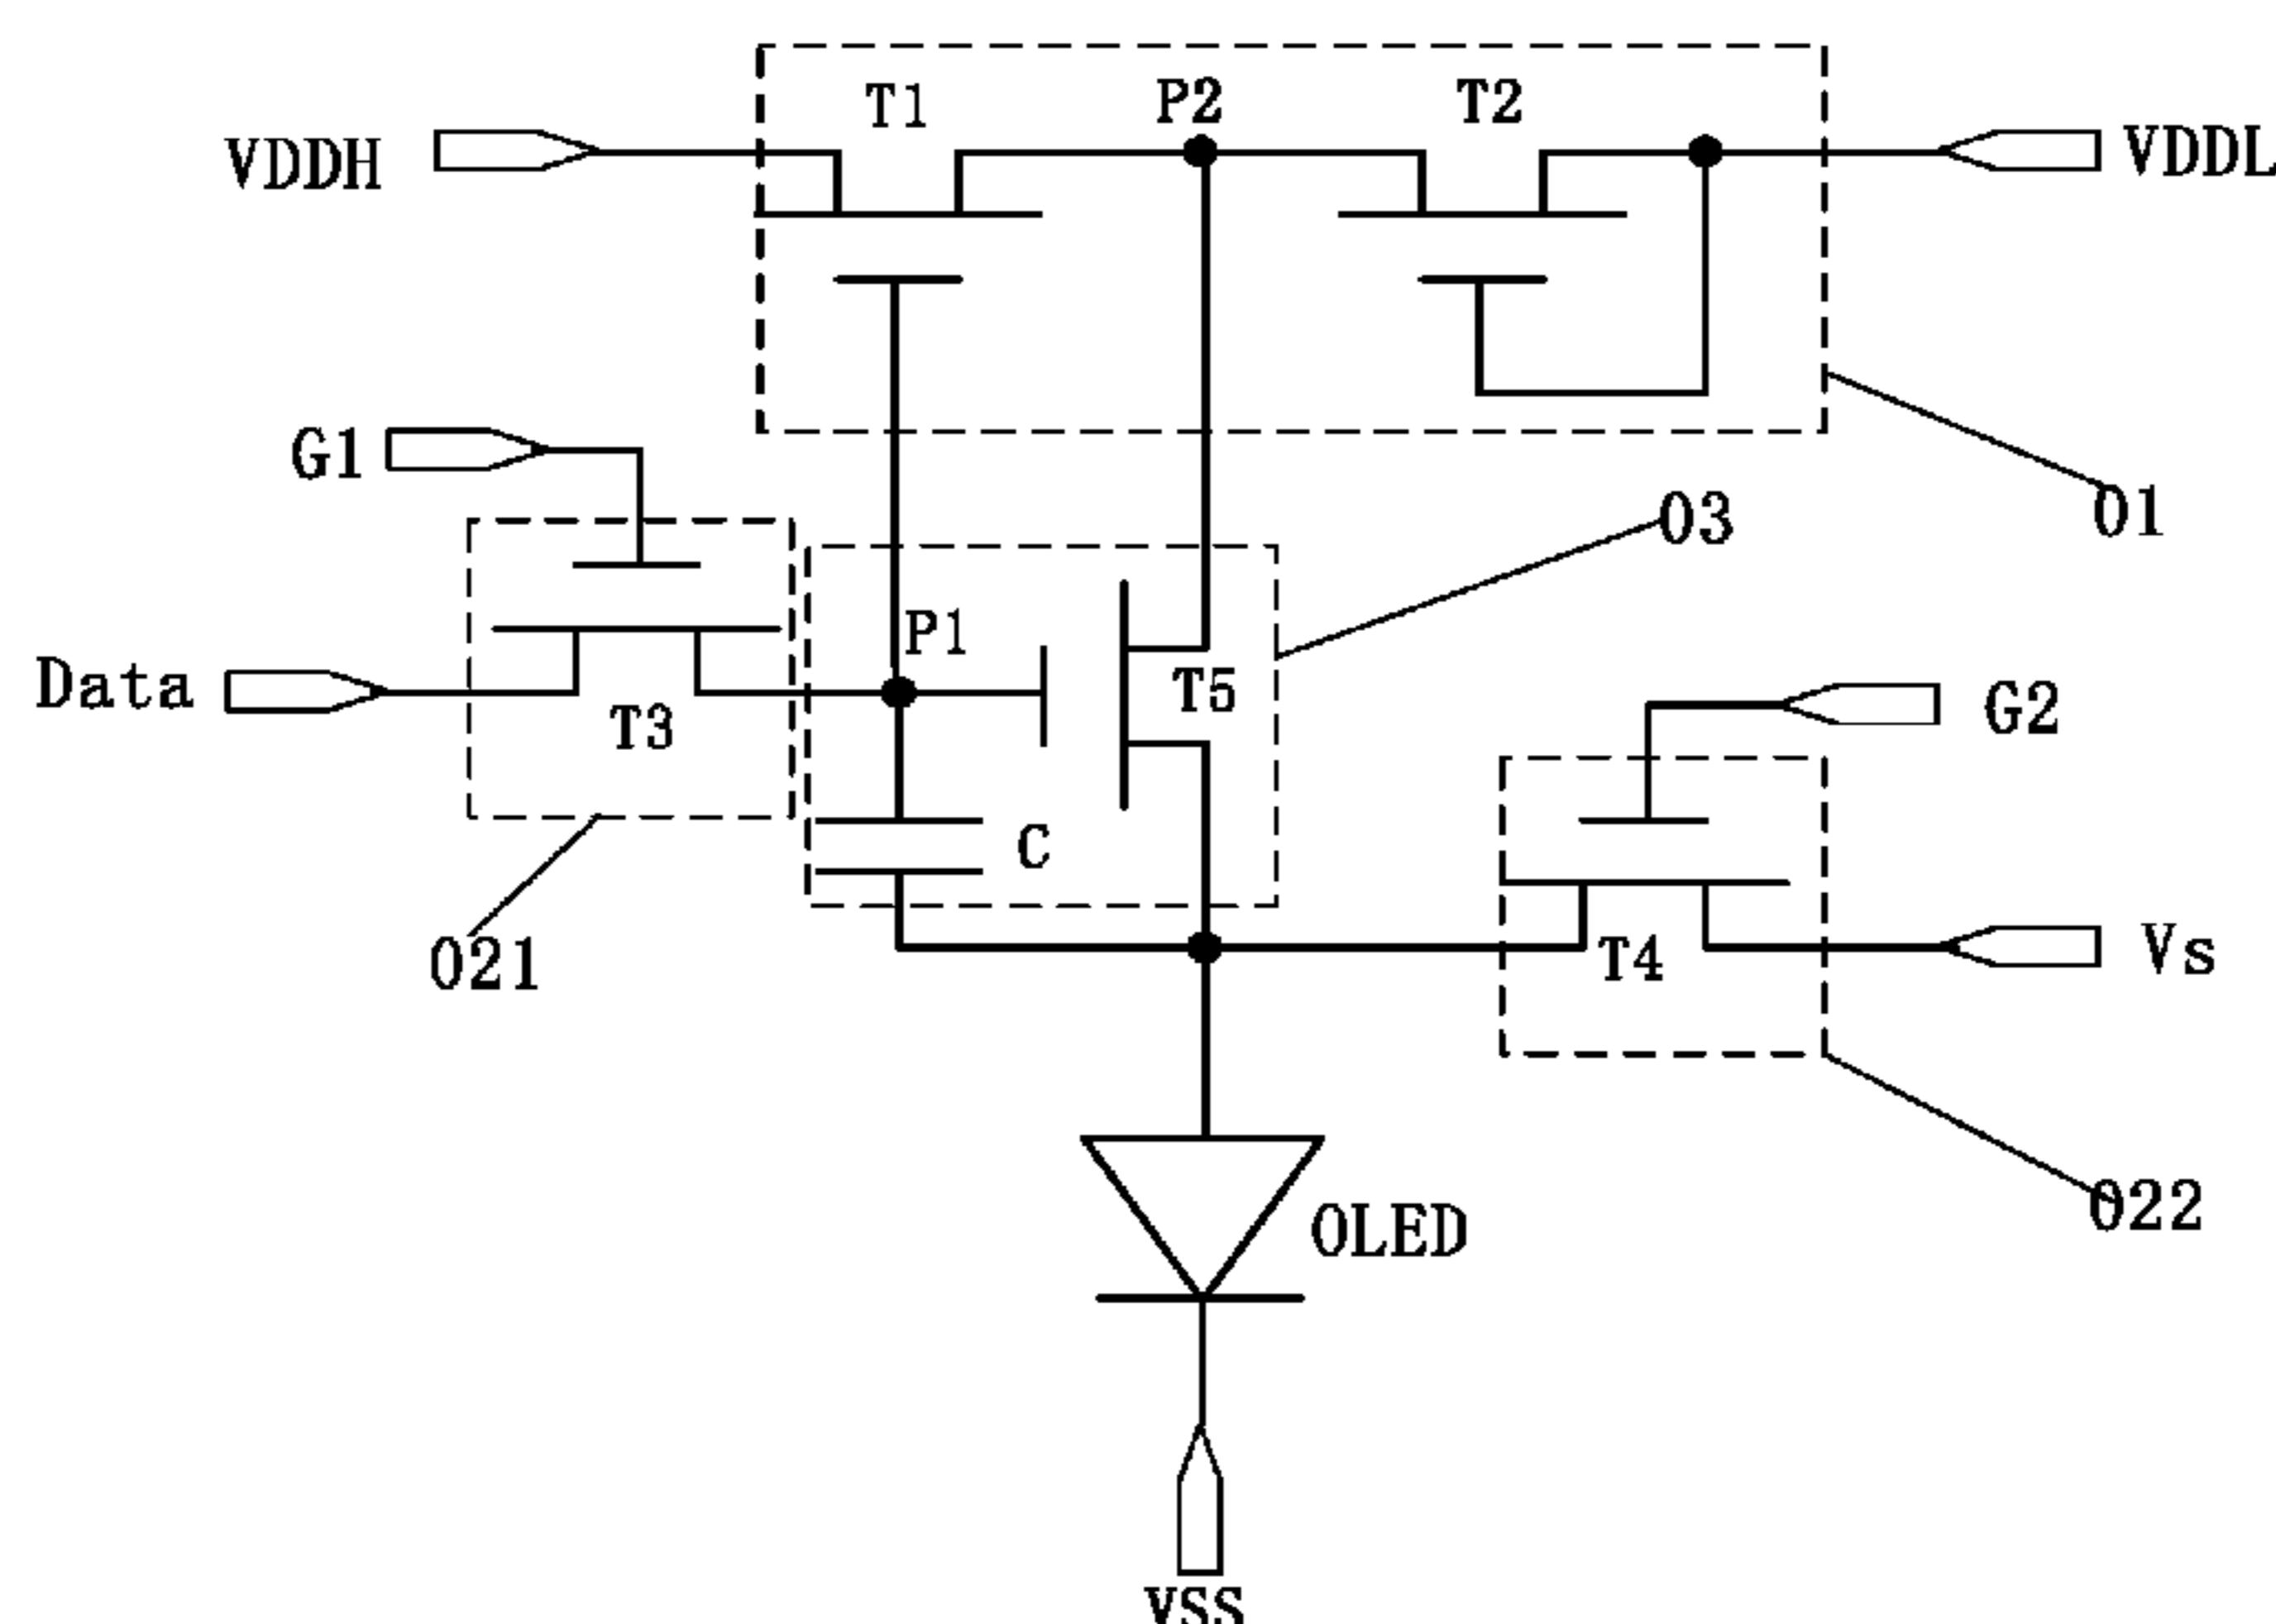 T1
P2
T2
VDDH
VDDL
G1
03
01
P1
Data
T3
T5
G2
C
021
T4
Vs
022
OLED
VSS